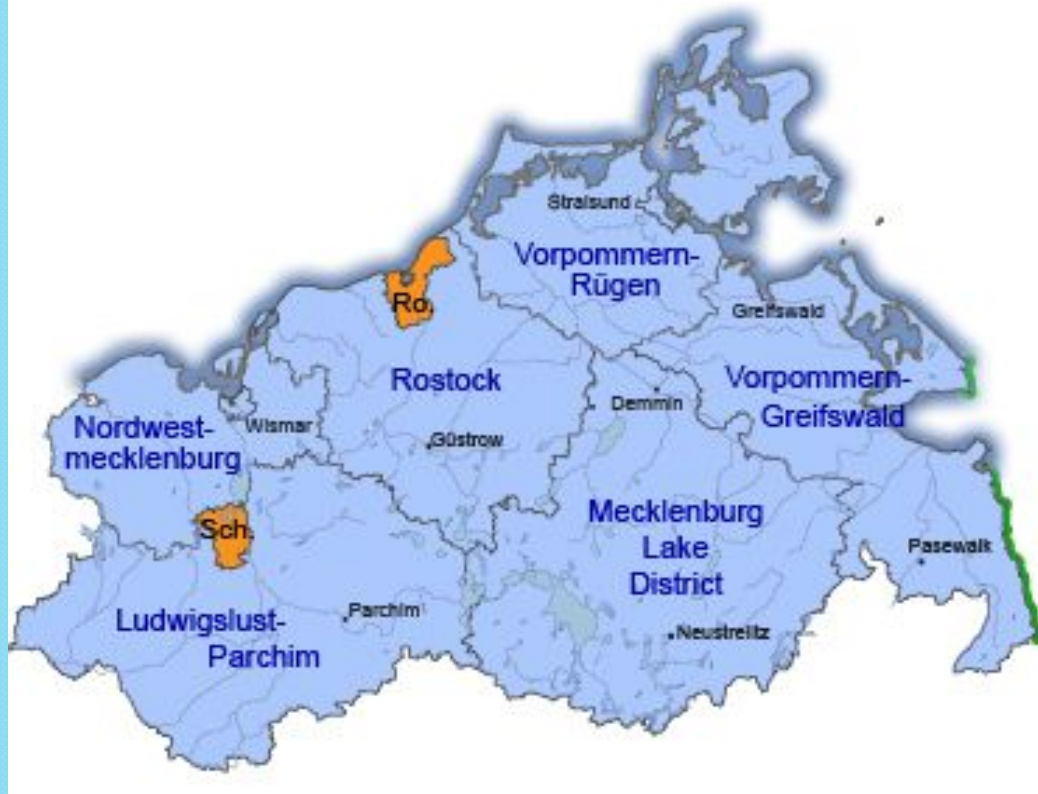 Stralsund
Vorpommern-
Rügen
Ro.
Greifswald
Rostock
Vorpommern-
Greifswald
Demmin
Nordwest-
mecklenburg
Wismar
Güstrow
Sch.
Mecklenburg
Lake
District
Pasewalk
Ludwigslust-
Parchim
Parchim
Neustrelitz